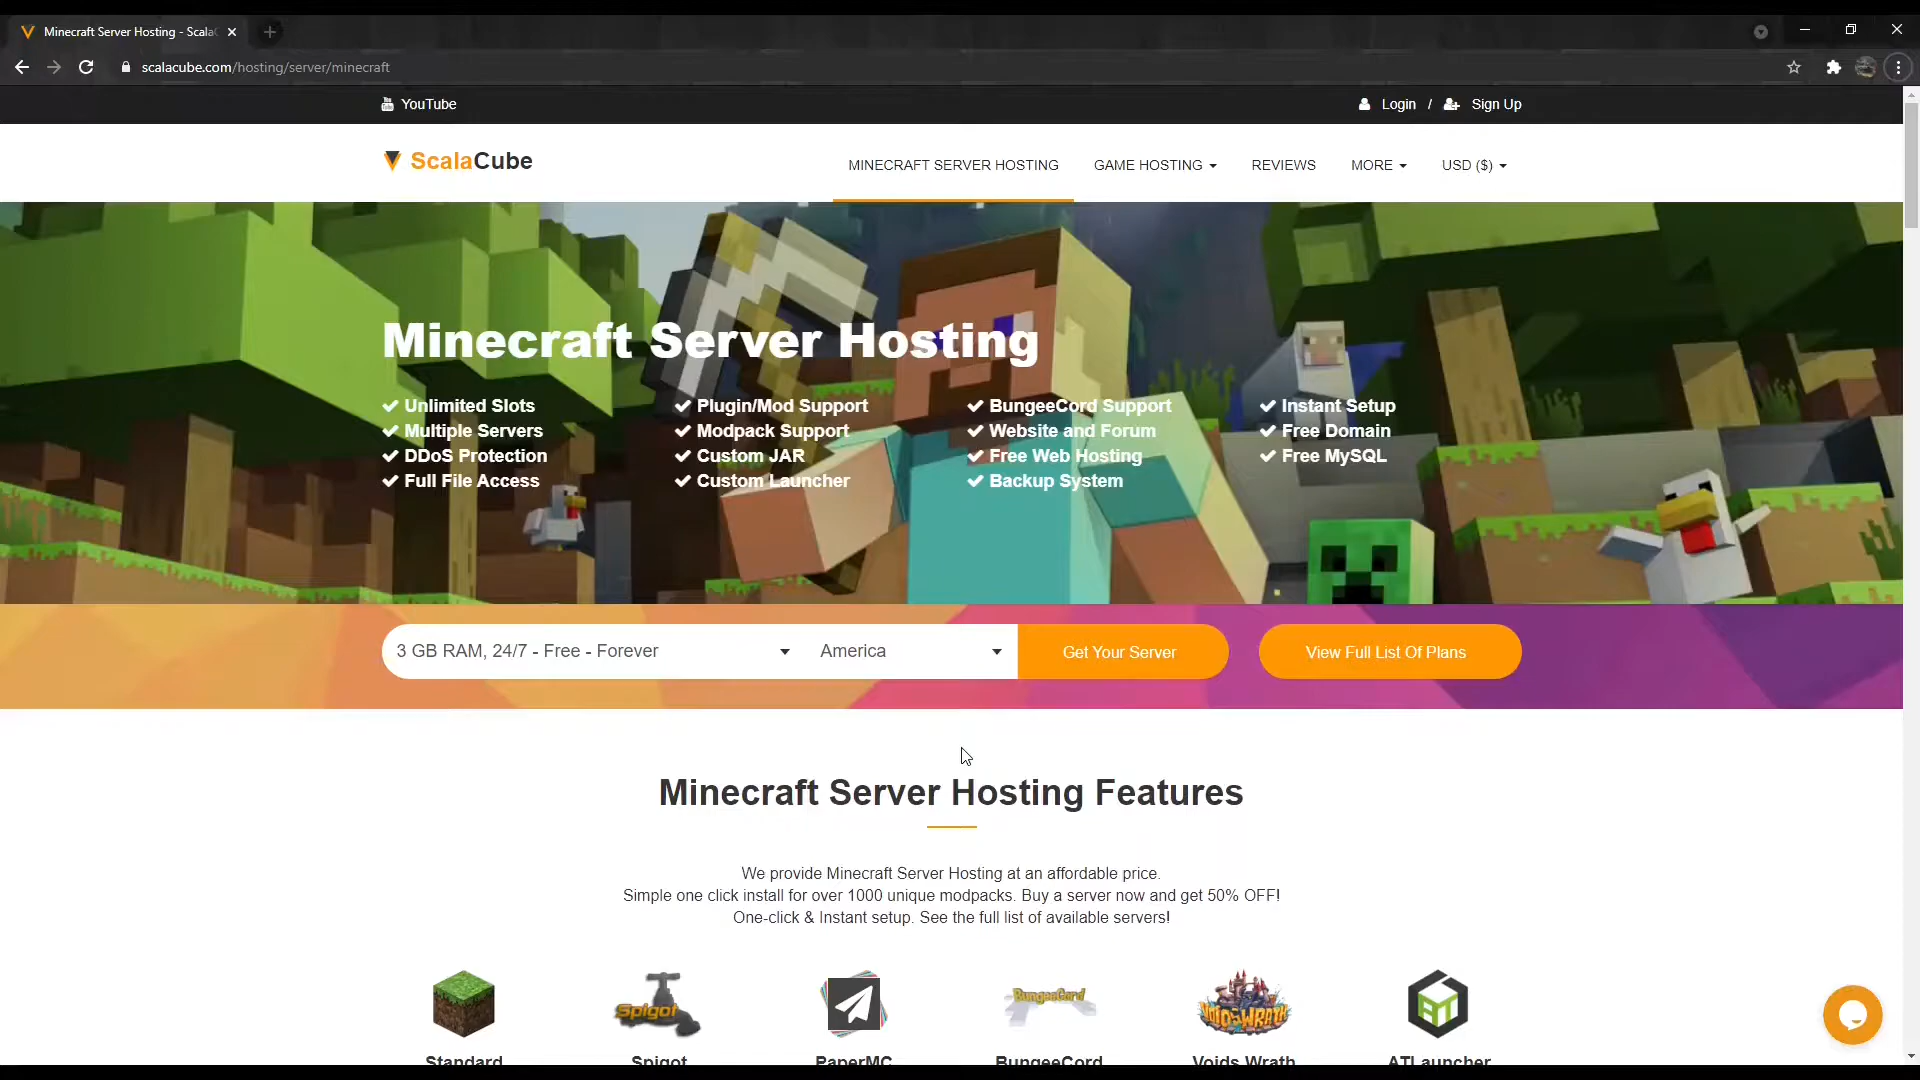 Minecraft Server Hosting - Scala
scalacube.com/hosting/server/minecraft
YouTube
Login / Sign Up
ScalaCube
MINECRAFT SERVER HOSTING
GAME HOSTING
REVIEWS
MORE
USD ($)
Minecraft Server Hosting
Unlimited Slots
Multiple Servers
DDoS Protection
Full File Access
Plugin/Mod Support
Modpack Support
Custom JAR
Custom Launcher
BungeeCord Support
Website and Forum
Free Web Hosting
Backup System
Instant Setup
Free Domain
Free MySQL
3 GB RAM, 24/7 - Free - Forever
America
Get Your Server
View Full List Of Plans
Minecraft Server Hosting Features
We provide Minecraft Server Hosting at an affordable price.
Simple one click install for over 1000 unique modpacks. Buy a server now and get 50% OFF!
One-click & Instant setup. See the full list of available servers!
Spigot
BungeeCord
VOIDS WRATH
AT
Standard
Spigot
PaperMC
BungeeCord
Voids Wrath
ATLauncher